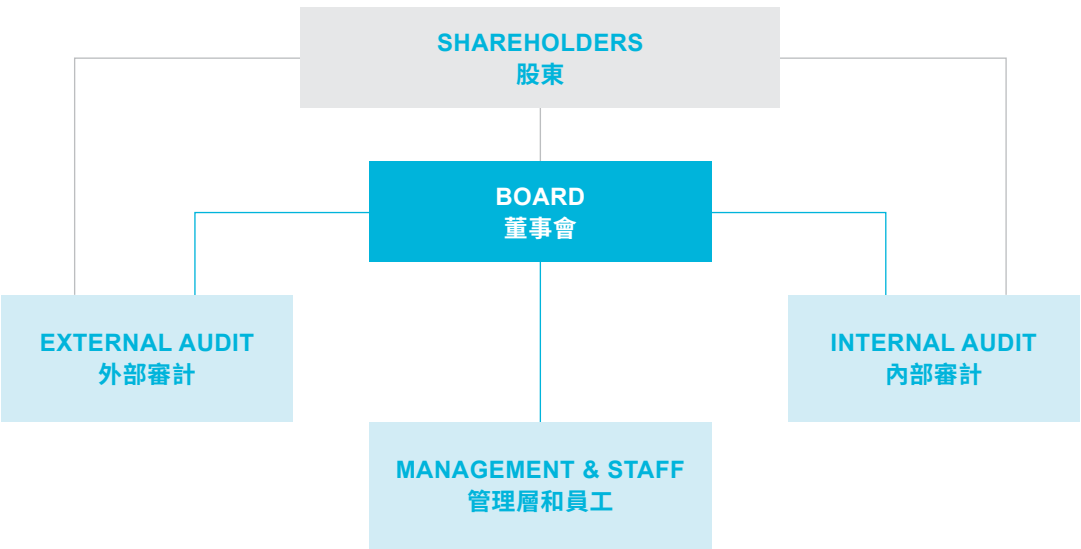 SHAREHOLDERS
股東
BOARD
董事會
EXTERNAL AUDIT
外部審計
INTERNAL AUDIT
內部審計
MANAGEMENT & STAFF
管理層和員工